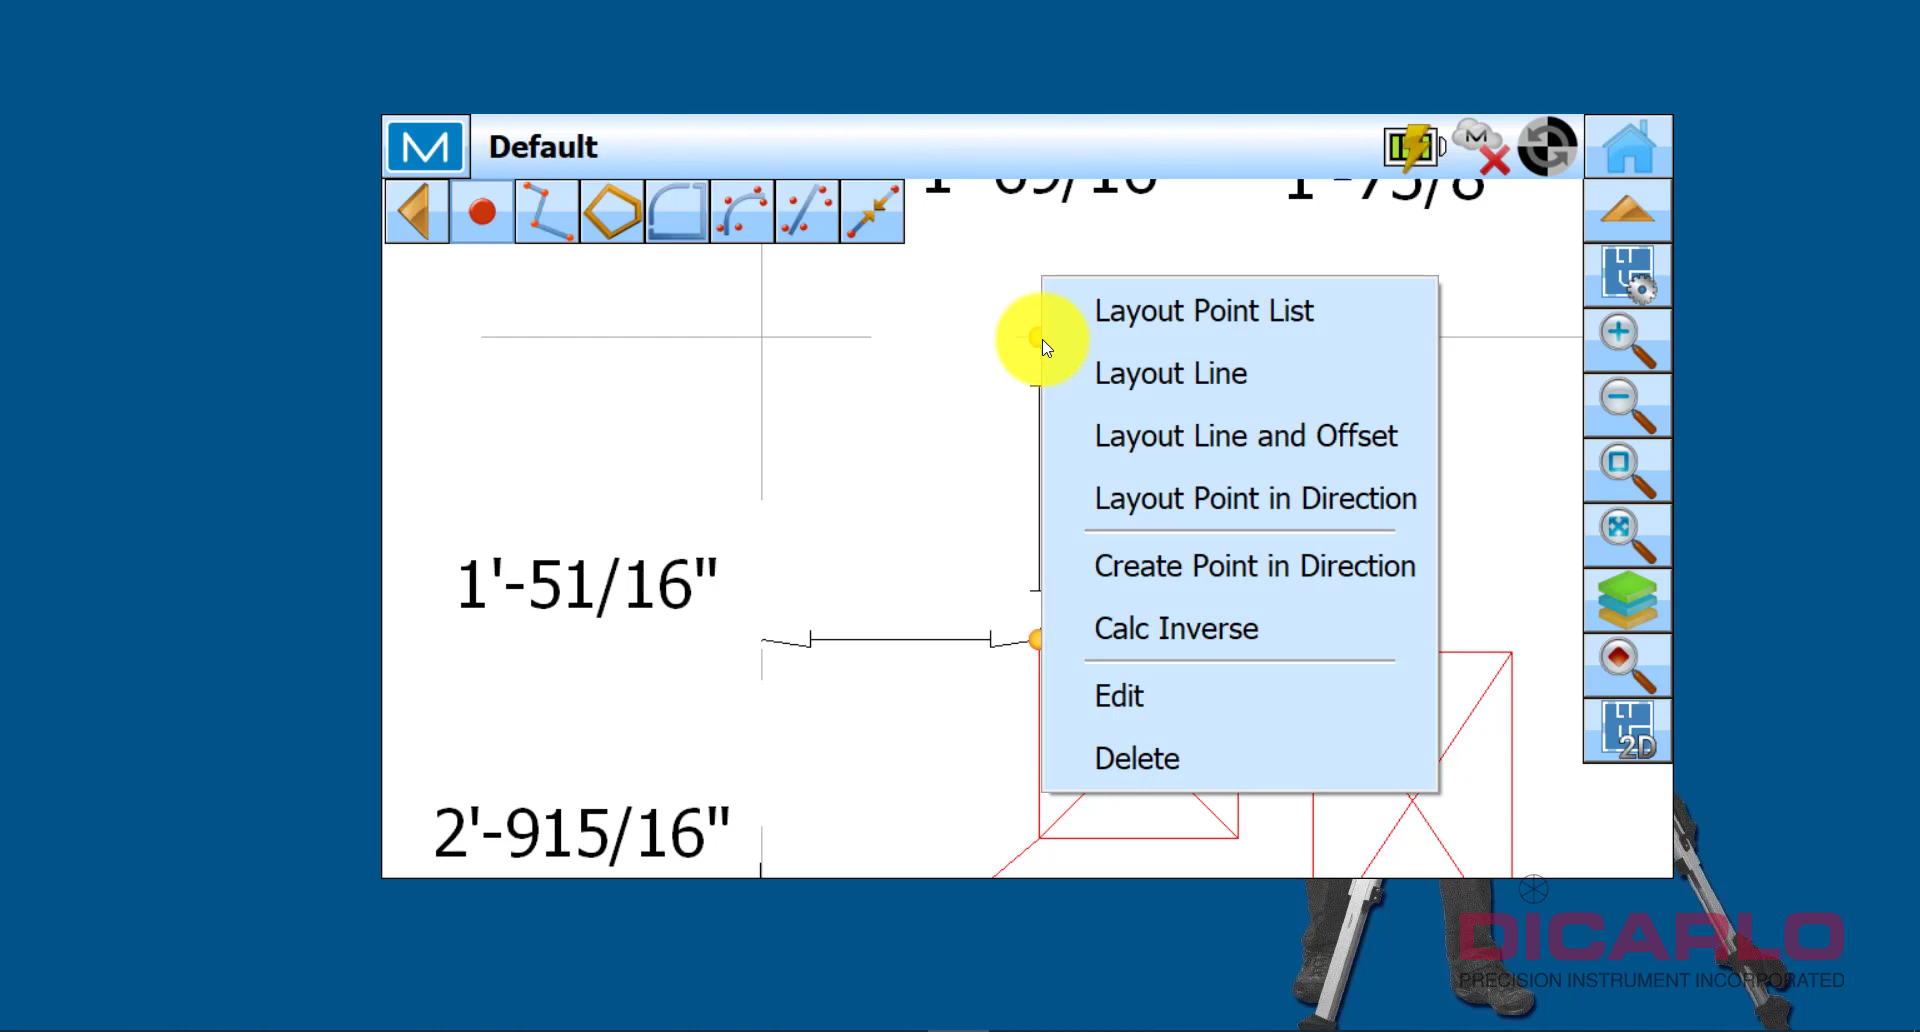 Default
Layout Point List
Layout Line
Layout Line and Offset
Layout Point in Direction
Create Point in Direction
Calc Inverse
Edit
Delete
1'-51/16"
2'-915/16"
2D
DICARLO
PRECISION INSTRUMENT INCORPORATED